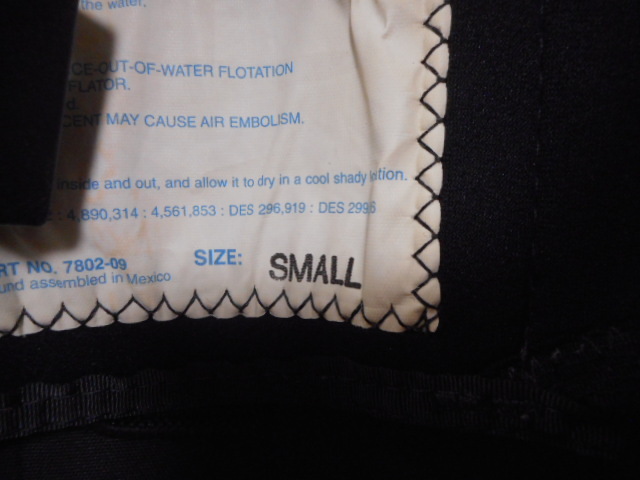 the water.
CE-OUT-OF-WATER FLOTATION
FLATOR.
d.
CENT MAY CAUSE AIR EMBOLISM.
inside and out, and allow it to dry in a cool shady
: 4,890,314 : 4,561,853 : DES 296,919 : DES
RT NO. 7802-09 SIZE: SMALL
und assembled in Mexico